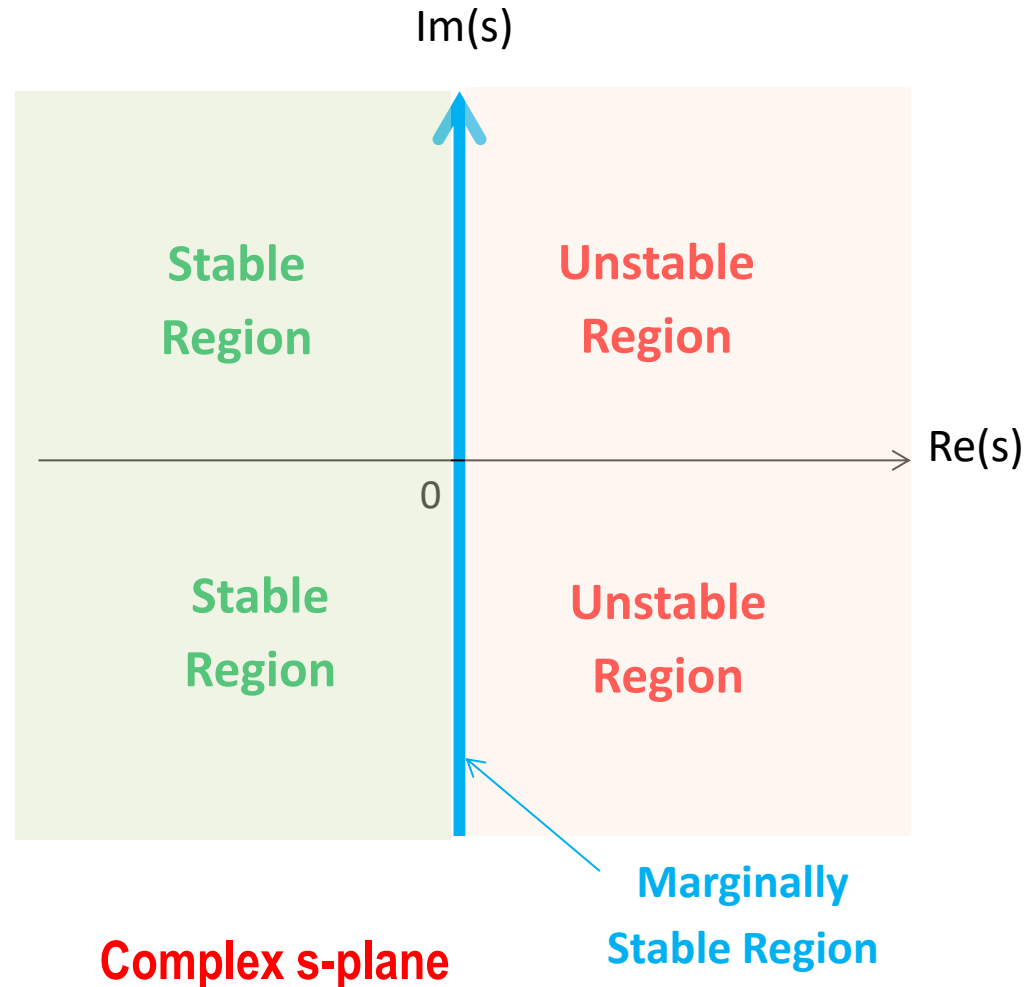 Im(s)
Stable
Region
Unstable
Region
Re(s)
0
Stable
Region
Unstable
Region
Marginally
Stable Region
Complex s-plane